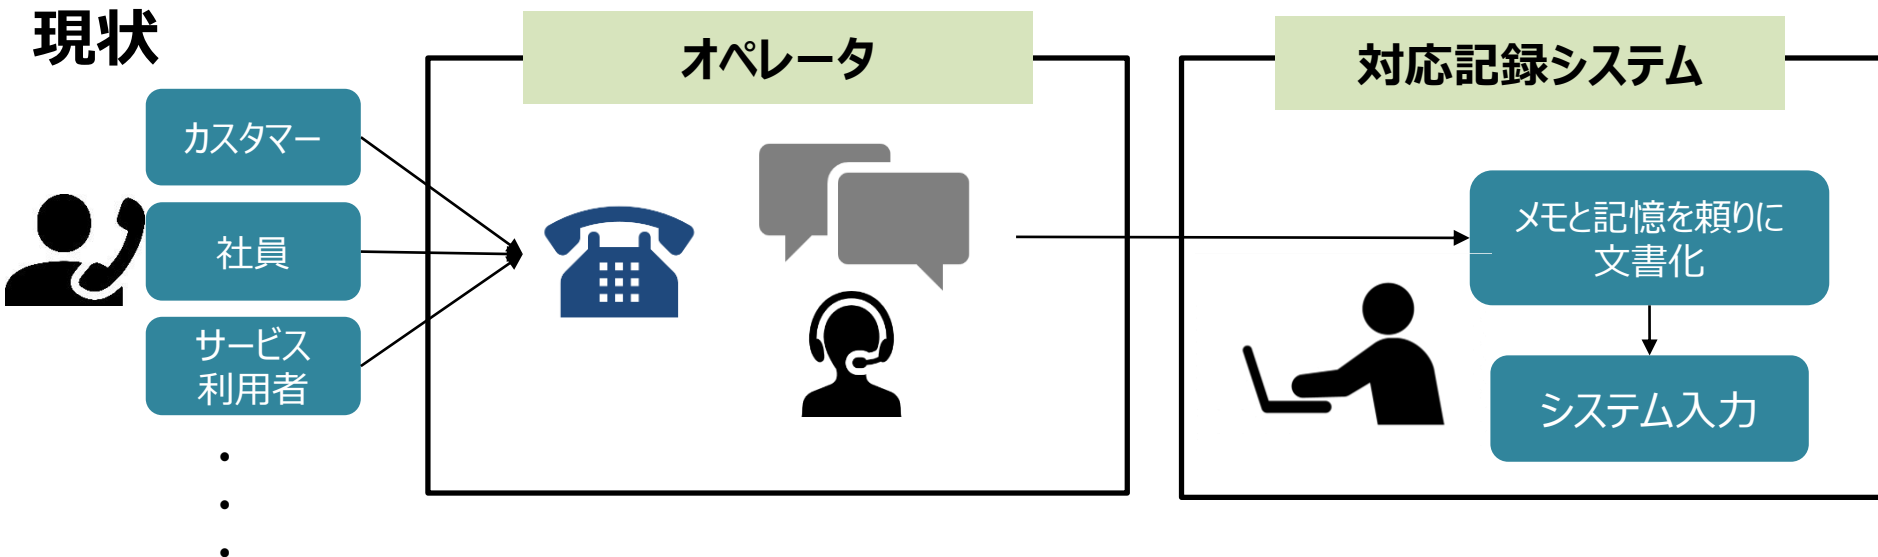 現状
オペレータ
対応記録システム
カスタマー
社員
サービス
利用者
・
・
・
メモと記憶を頼りに
文書化
システム入力